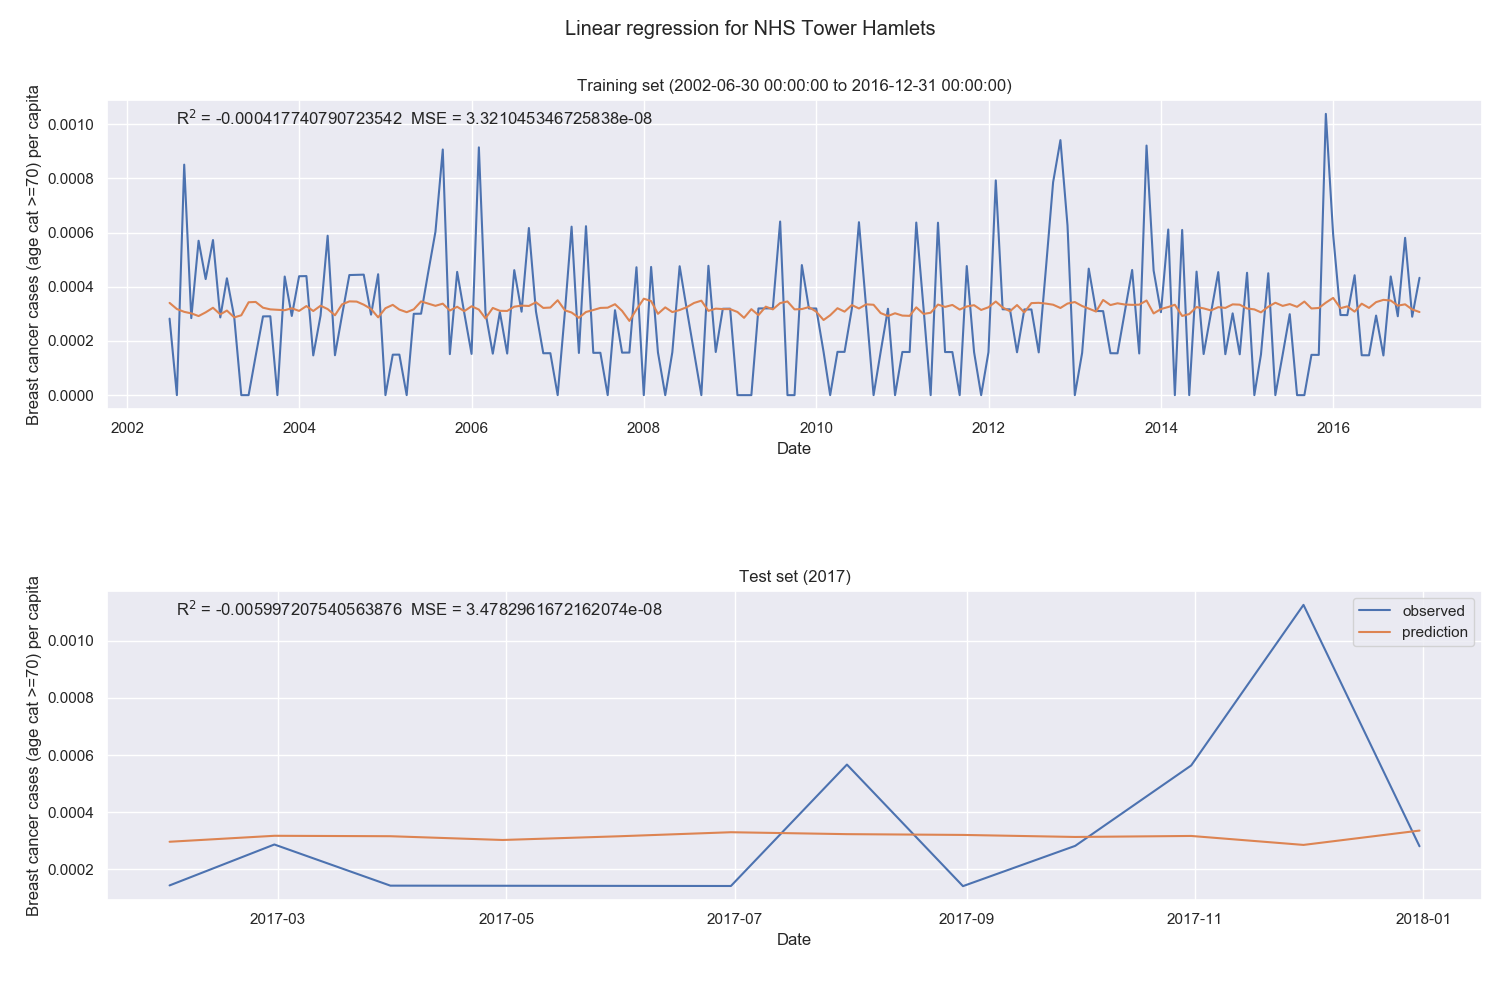 Linear regression for NHS Tower Hamlets
Training set (2002-06-30 00:00:00 to 2016-12-31 00:00:00)
R² = -0.000417740790723542 MSE = 3.321045346725838e-08
Breast cancer cases (age cat >=70) per capita
0.0010
0.0008
0.0006
0.0004
0.0002
0.0000
2002 2004 2006 2008 2010 2012 2014 2016
Date
Test set (2017)
R² = -0.005997207540563876 MSE = 3.4782961672162074e-08
observed
prediction
Breast cancer cases (age cat >=70) per capita
0.0010
0.0008
0.0006
0.0004
0.0002
2017-03 2017-05 2017-07 2017-09 2017-11 2018-01
Date